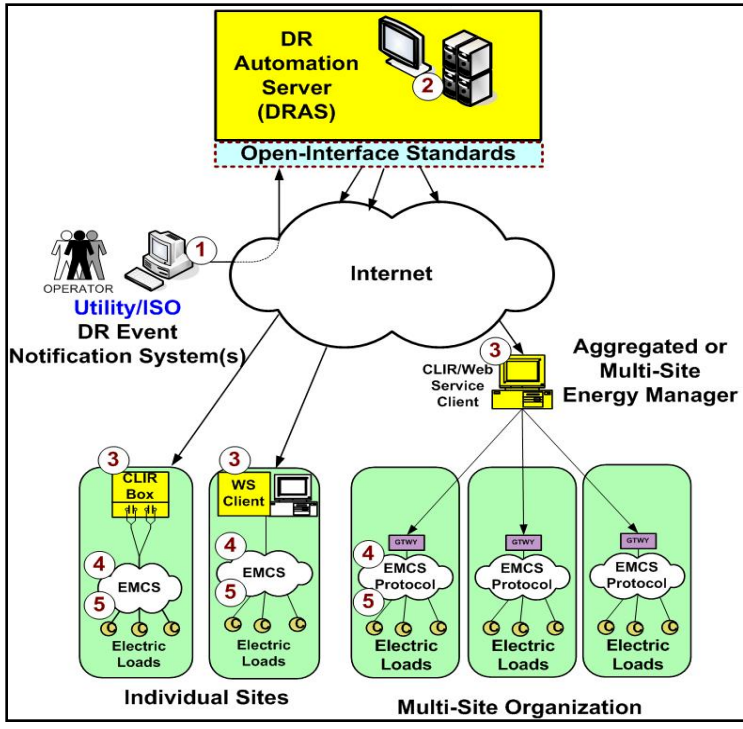 DR
Automation
Server
(DRAS)
2
Open-Interface Standards
1
Internet
OPERATOR
Utility/ISO
DR Event
Notification System(s)
3
CLIR/Web
Service
Client
Aggregated or
Multi-Site
Energy Manager
3
CLIR
Box
4
EMCS
5
Electric
Loads
3
WS
Client
4
EMCS
5
Electric
Loads
Individual Sites
GTWY
4
EMCS
Protocol
5
Electric
Loads
GTWY
EMCS
Protocol
Electric
Loads
GTWY
EMCS
Protocol
Electric
Loads
Multi-Site Organization